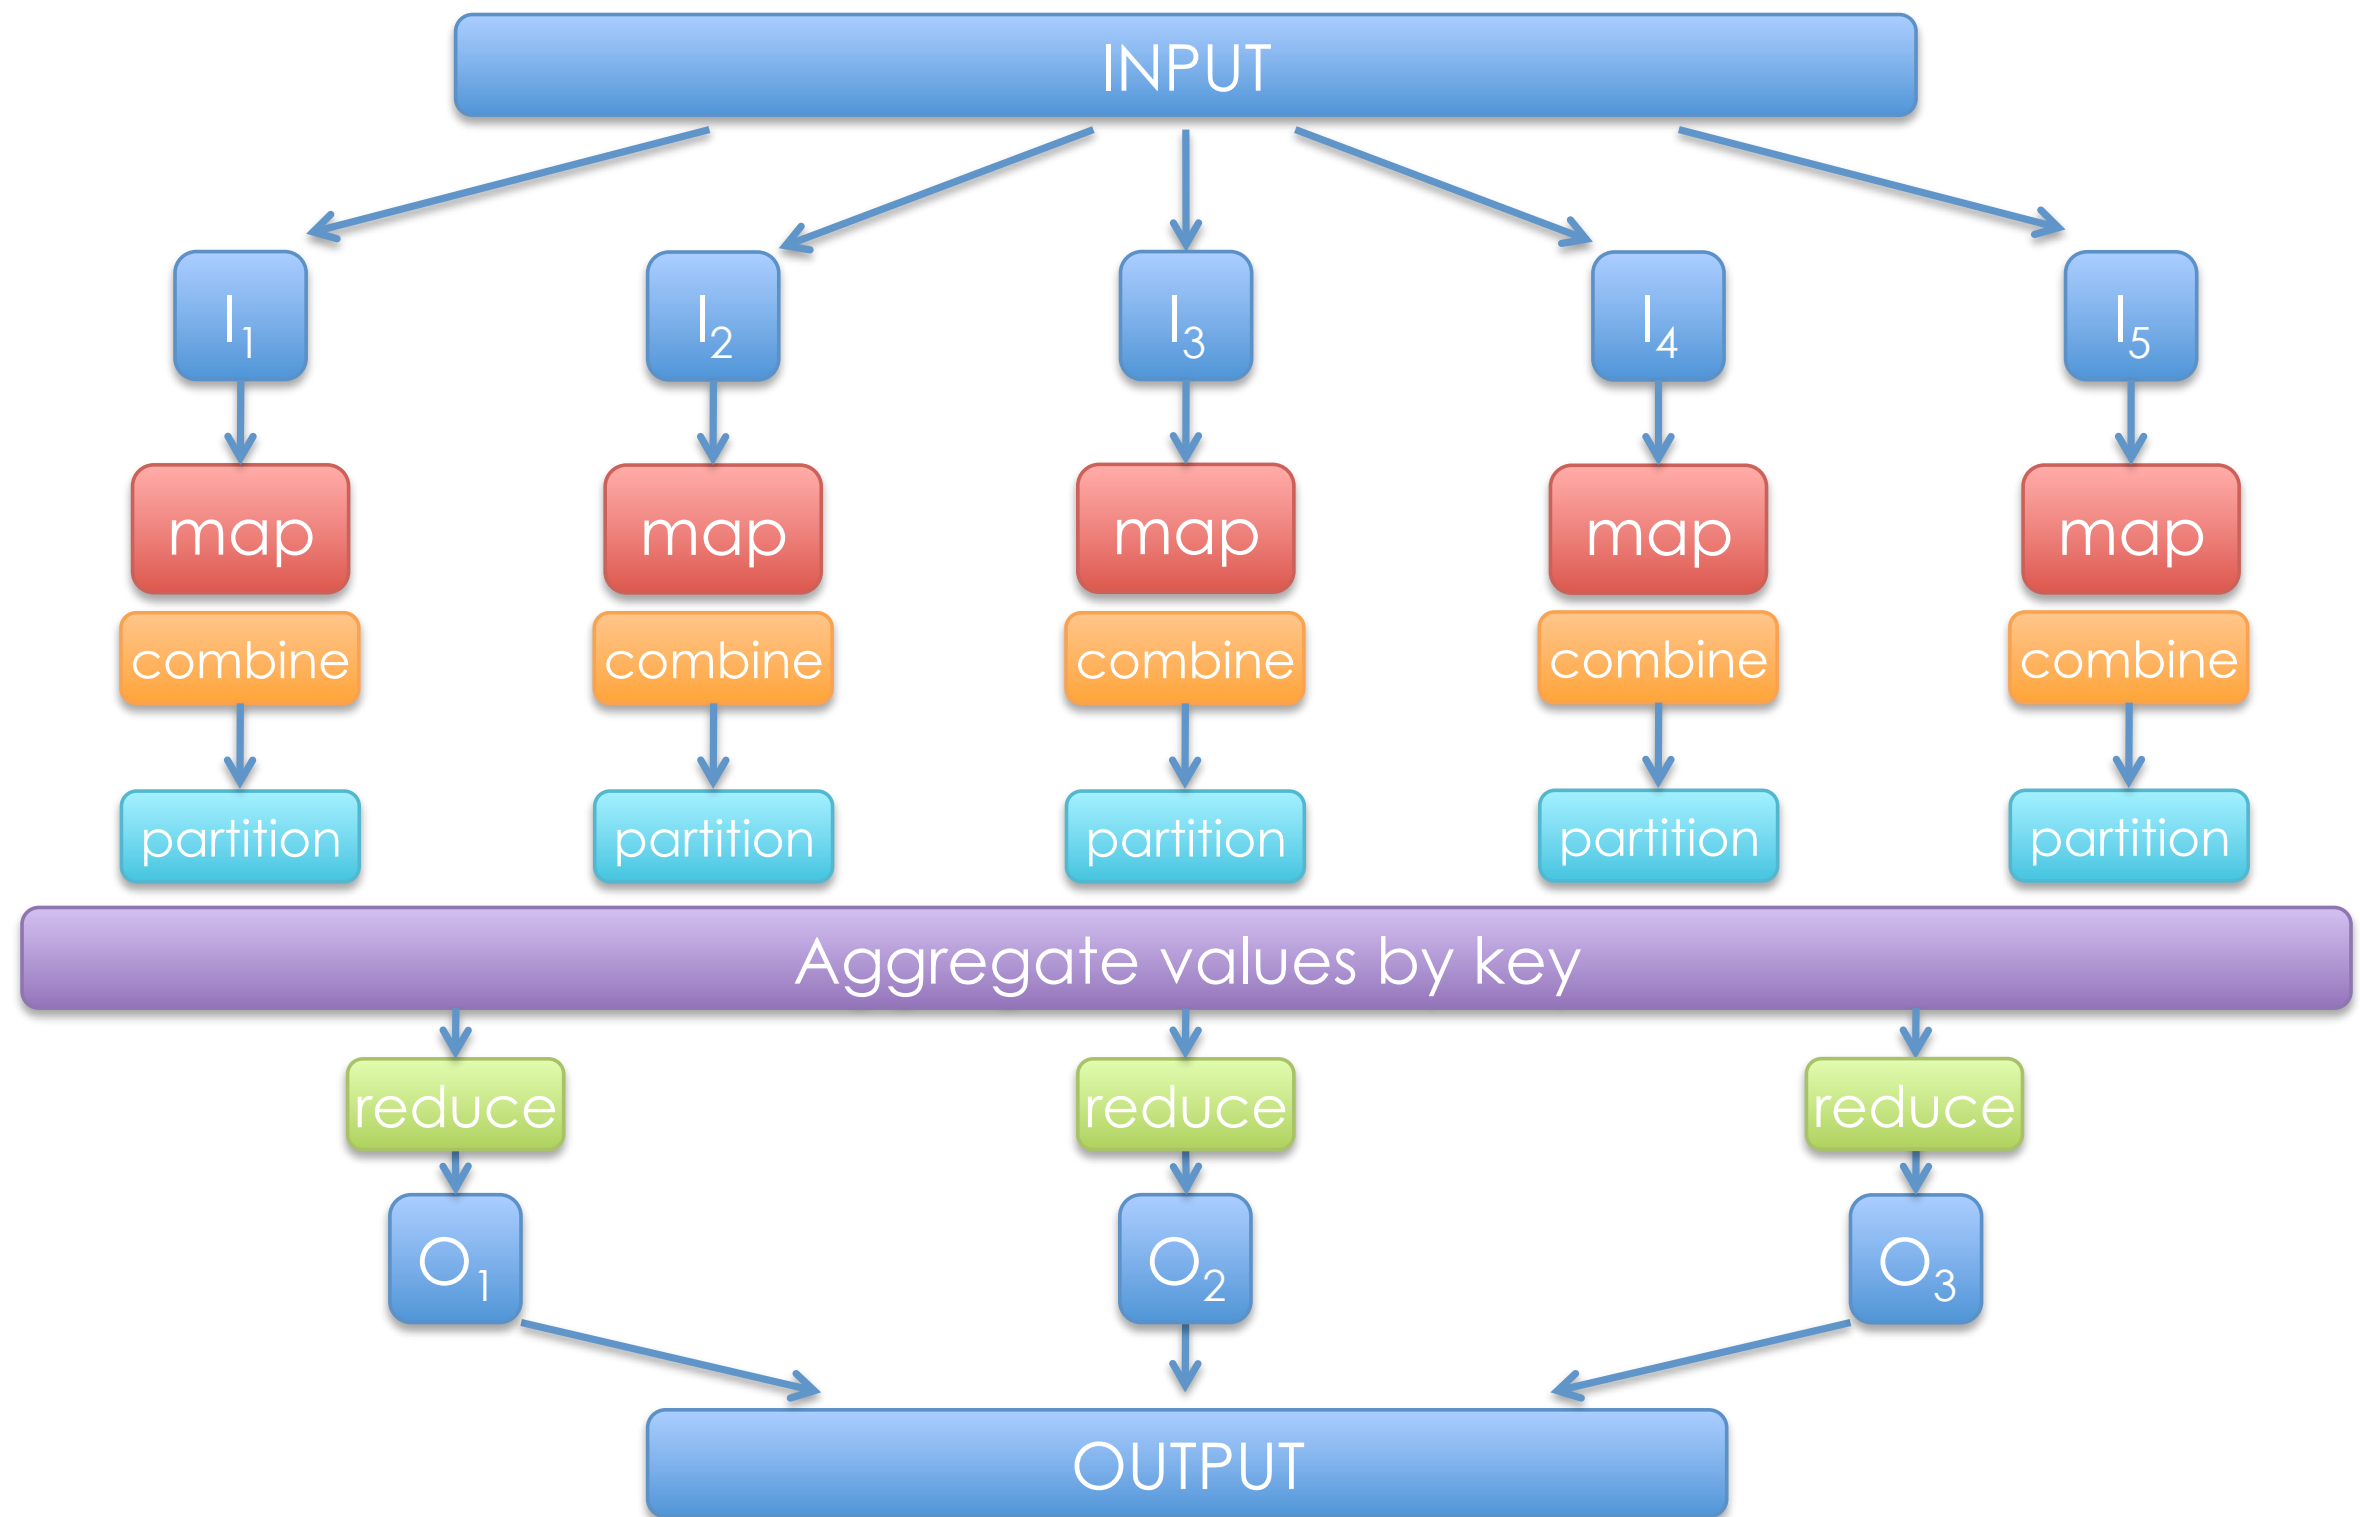 INPUT
I1
I2
I3
I4
I5
map
map
map
map
map
combine
combine
combine
combine
combine
partition
partition
partition
partition
partition
Aggregate values by key
reduce
reduce
reduce
O1
O2
O3
OUTPUT